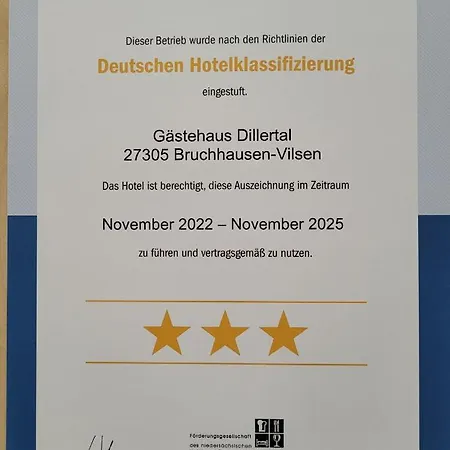 Dieser Betrieb wurde nach den Richtlinien der
Deutschen Hotelklassifizierung
eingestuft.
Gästehaus Dillertal
27305 Bruchhausen-Vilsen
Das Hotel ist berechtigt, diese Auszeichnung im Zeitraum
November 2022 – November 2025
zu führen und vertragsgemäß zu nutzen.
Förderungsgesellschaft
des Niedersächsischen